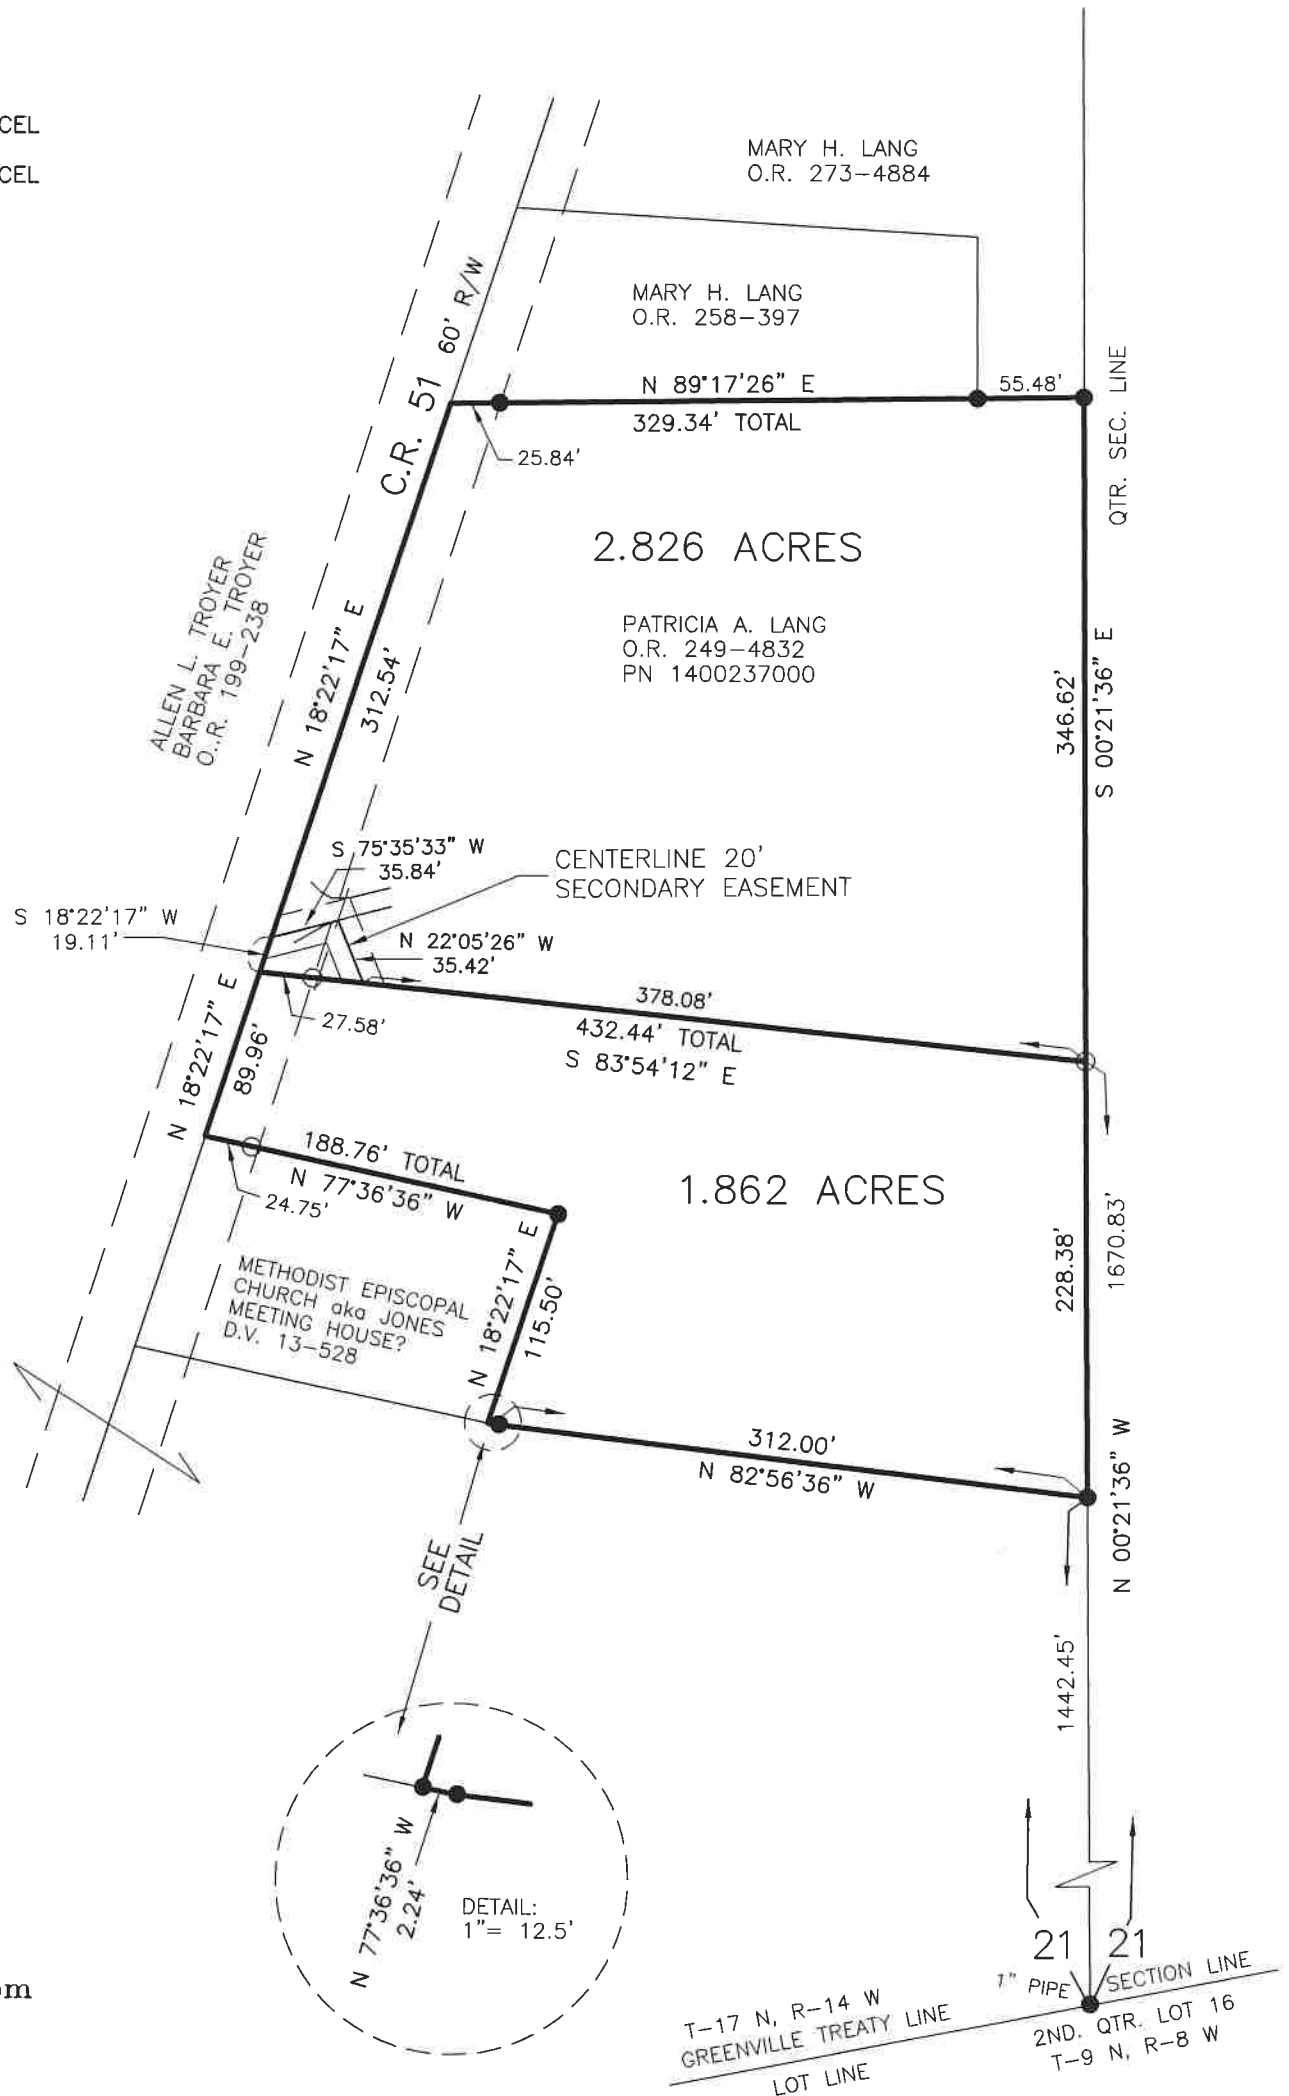 CEL
CEL
MARY H. LANG
O.R. 273-4884
MARY H. LANG
O.R. 258-397
C.R. 51 60' R/W
N 89°17'26" E
55.48'
329.34' TOTAL
25.84'
QTR. SEC. LINE
2.826 ACRES
PATRICIA A. LANG
O.R. 249-4832
PN 1400237000
ALLEN L. TROYER
BARBARA E. TROYER
O..R. 199-238
N 18°22'17" E
312.54'
346.62'
S 00°21'36" E
S 75°35'33" W
35.84'
CENTERLINE 20'
SECONDARY EASEMENT
S 18°22'17" W
19.11'
N 22°05'26" W
35.42'
27.58'
378.08'
432.44' TOTAL
S 83°54'12" E
N 18°22'17" E
89.96'
188.76' TOTAL
N 77°36'36" W
24.75'
1.862 ACRES
228.38'
1670.83'
METHODIST EPISCOPAL
CHURCH aka JONES
MEETING HOUSE?
D.V. 13-528
N 18°22'17" E
115.50'
312.00'
N 82°56'36" W
N 00°21'36" W
SEE
DETAIL
1442.45'
N 77°36'36" W
2.24'
DETAIL:
1"= 12.5'
m
21 21
1" PIPE
SECTION LINE
T-17 N, R-14 W
GREENVILLE TREATY LINE
LOT LINE
2ND. QTR. LOT 16
T-9 N, R-8 W